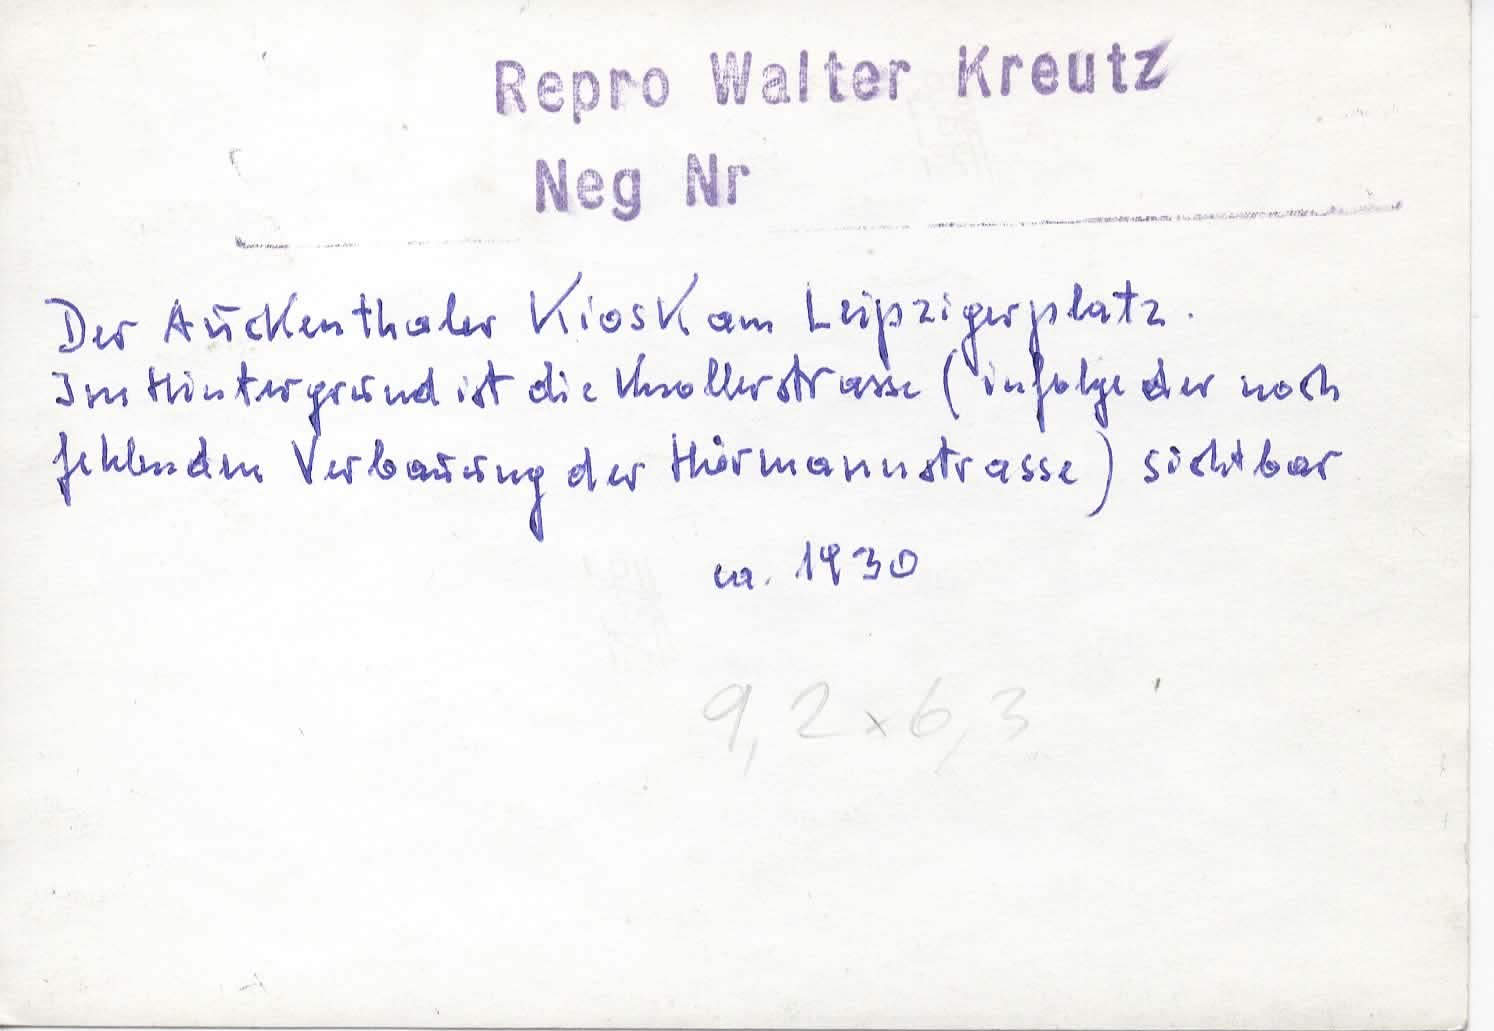 Repro Walter Kreutz
Neg Nr
Der Auckenthaler Kiosk am Leipzigerplatz.
Im Hintergrund ist die Knollerstrasse (infolge der noch
fehlenden Verbauung der Hörmannstrasse) sichtbar
ca. 1930
9,2 x 6,3